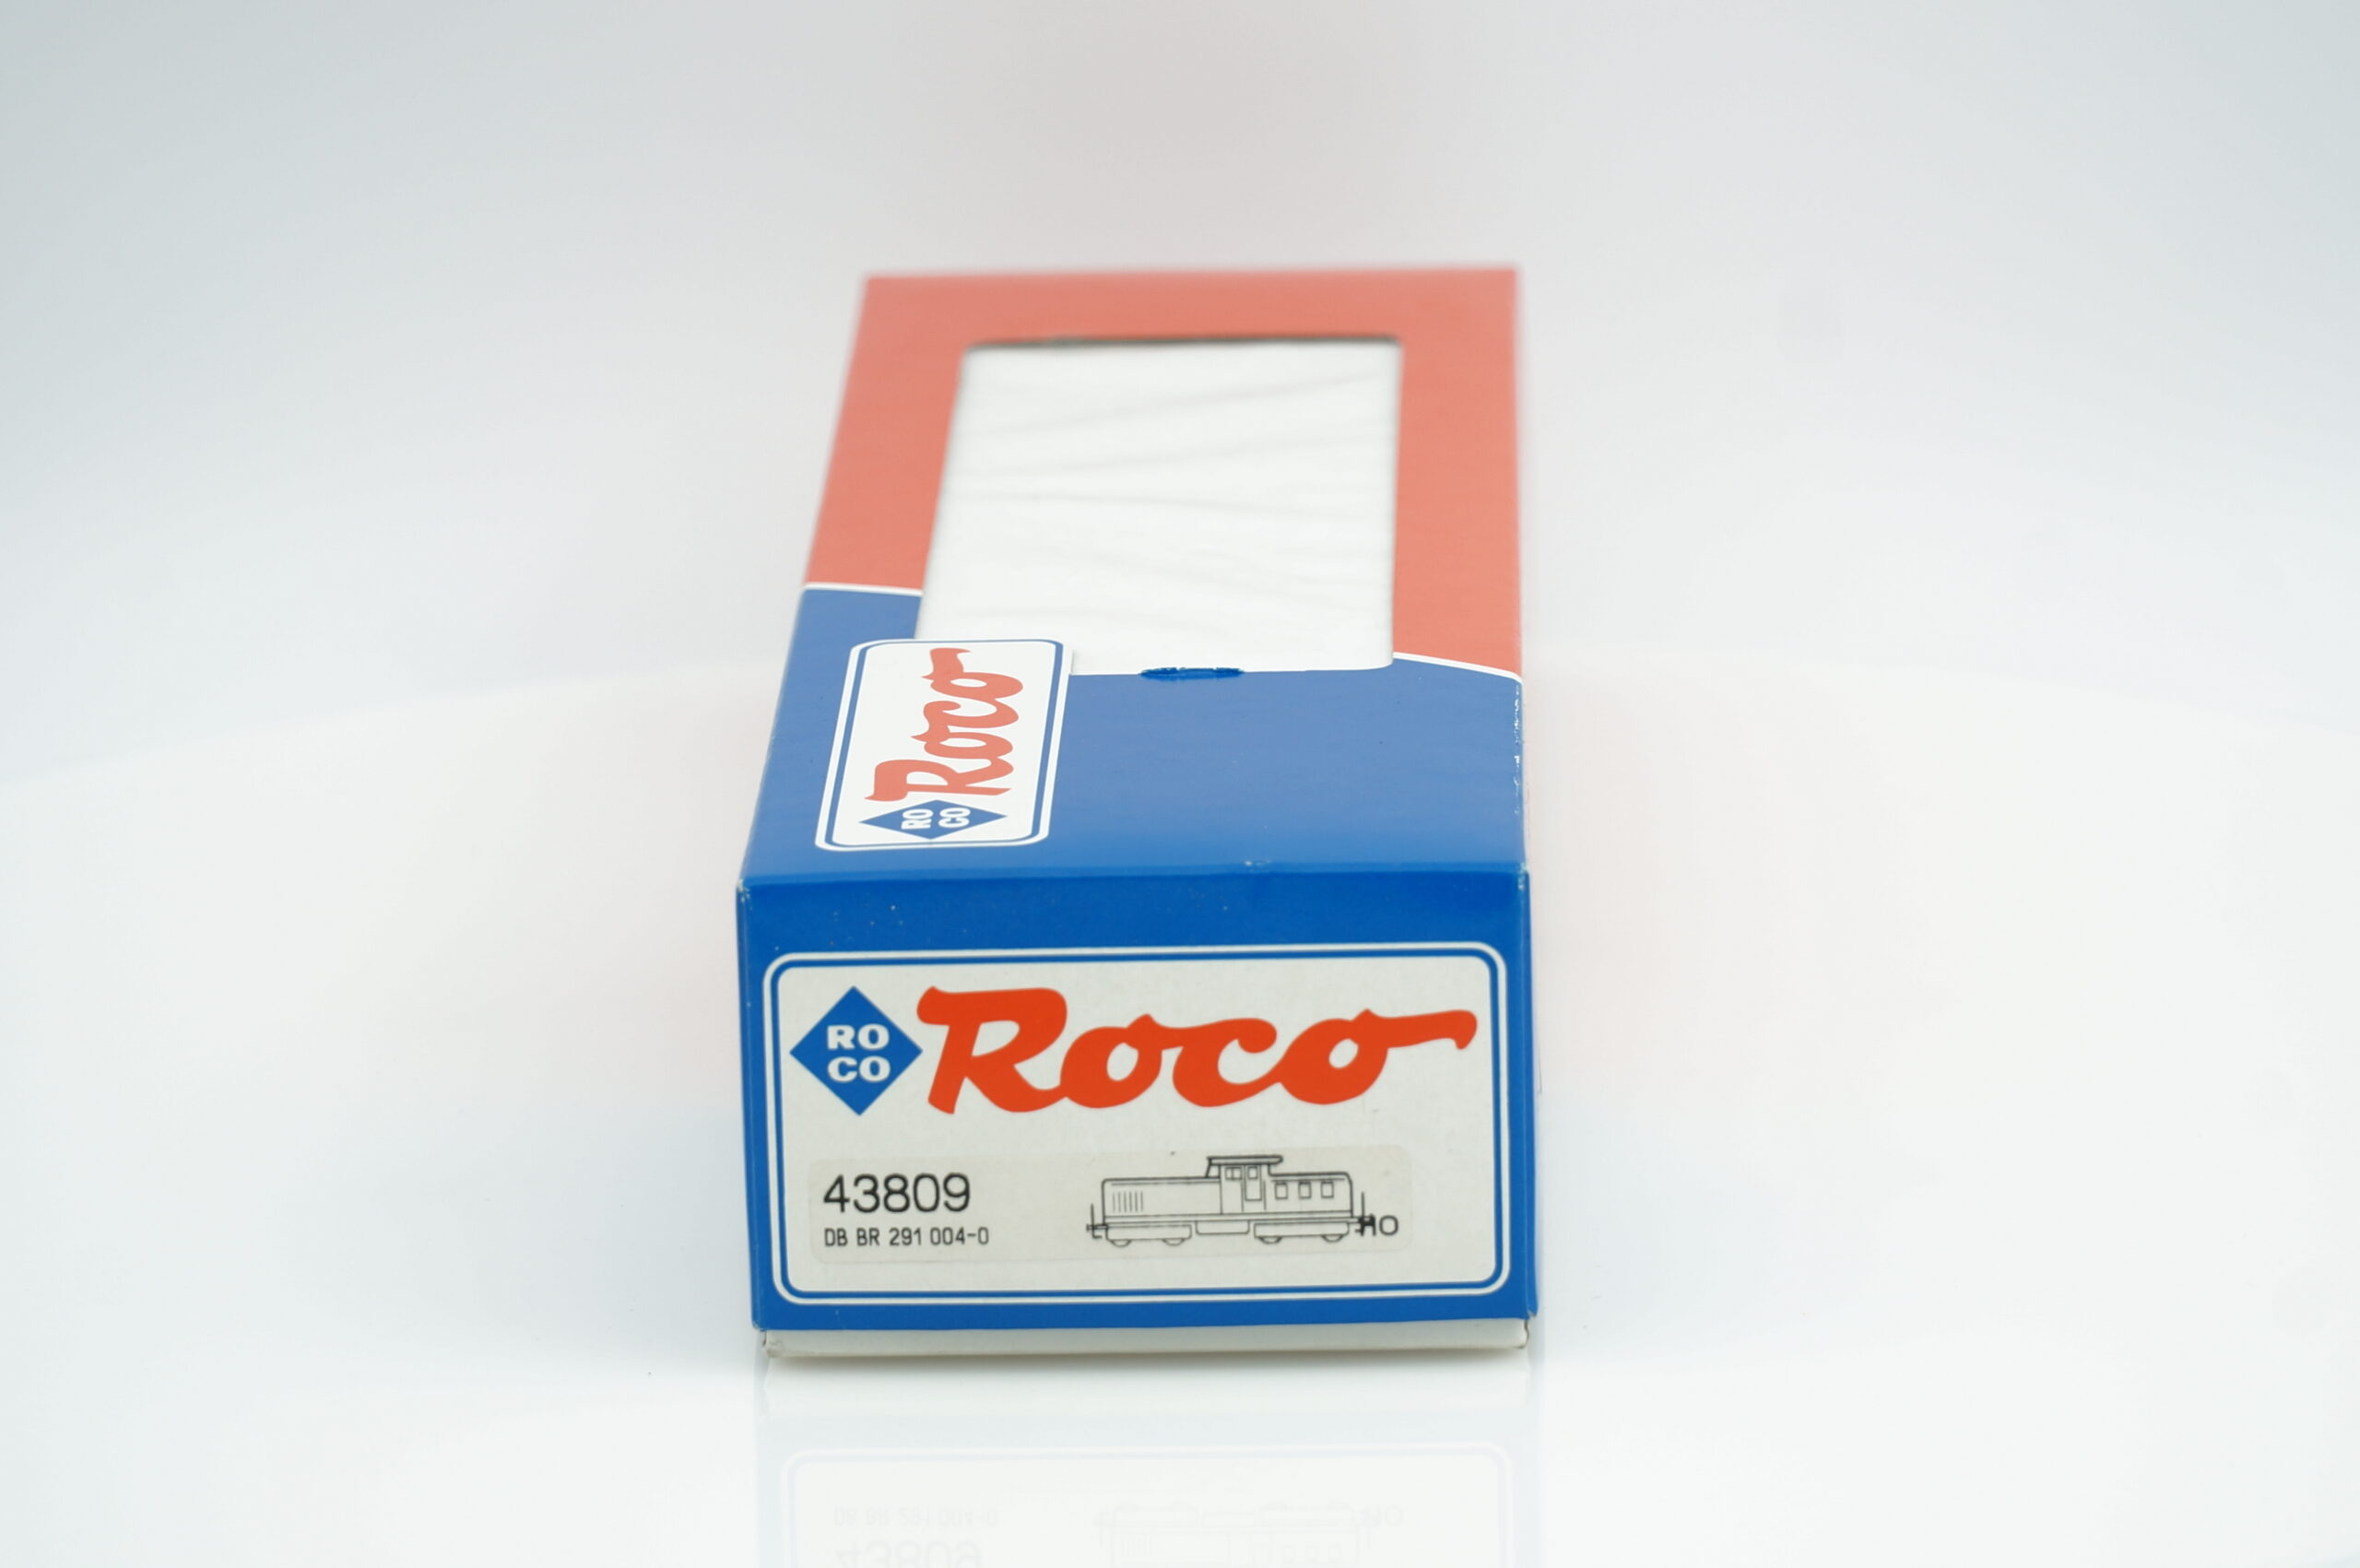 Roco
RO
CO
RO
CO
Roco
43809
DB BR 291 004-0
HO